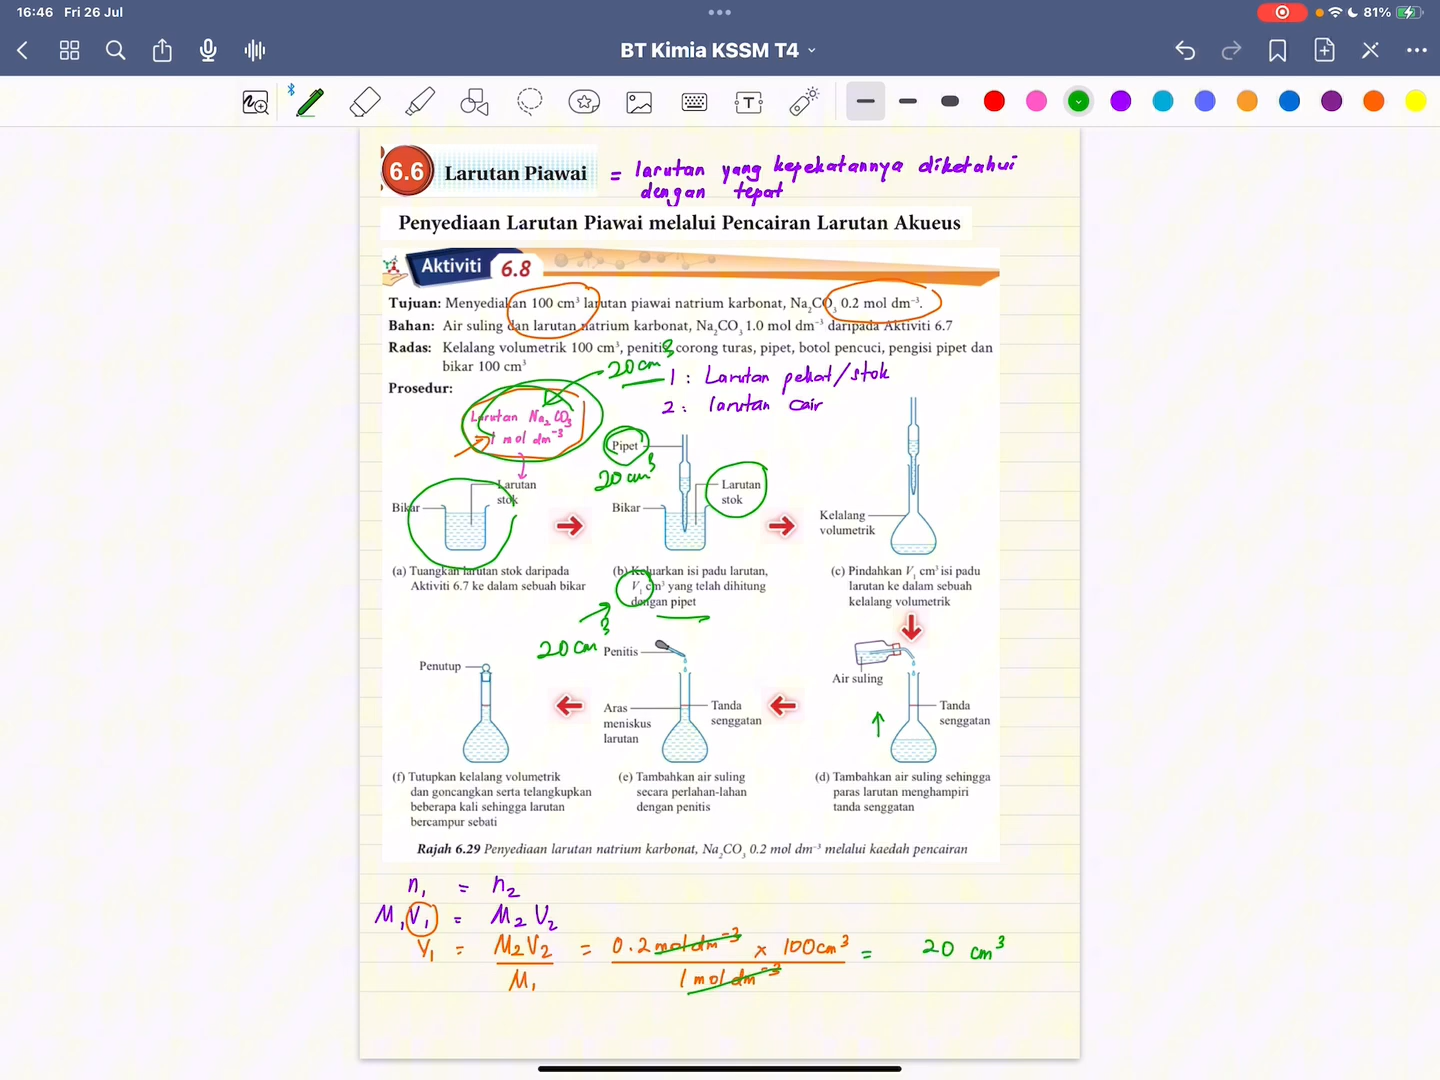 16:46 Fri 26 Jul
81%
BT Kimia KSSM T4
6.6 Larutan Piawai = larutan yang kepekatannya diketahui
dengan tepat
Penyediaan Larutan Piawai melalui Pencairan Larutan Akueus
Aktiviti 6.8
Tujuan: Menyediakan 100 cm³ larutan piawai natrium karbonat, Na₂CO₃ 0.2 mol dm⁻³.
Bahan: Air suling dan larutan natrium karbonat, Na₂CO₃ 1.0 mol dm⁻³ daripada Aktiviti 6.7
Radas: Kelalang volumetrik 100 cm³, penitis, corong turas, pipet, botol pencuci, pengisi pipet dan
bikar 100 cm³
20 cm³
1 : Larutan pekat/stok
2 : larutan cair
Prosedur:
Larutan Na₂CO₃
1 mol dm⁻³
Pipet
20 cm³
Larutan
stok
Bikar
Larutan
stok
Bikar
Kelalang
volumetrik
(a) Tuangkan larutan stok daripada
Aktiviti 6.7 ke dalam sebuah bikar
(b) Keluarkan isi padu larutan,
V₁ cm³ yang telah dihitung
dengan pipet
(c) Pindahkan V₁ cm³ isi padu
larutan ke dalam sebuah
kelalang volumetrik
20 cm³
Penutup
Penitis
Aras
meniskus
larutan
Tanda
senggatan
Air suling
Tanda
senggatan
(f) Tutupkan kelalang volumetrik
dan goncangkan serta telangkupkan
beberapa kali sehingga larutan
bercampur sebati
(e) Tambahkan air suling
secara perlahan-lahan
dengan penitis
(d) Tambahkan air suling sehingga
paras larutan menghampiri
tanda senggatan
Rajah 6.29 Penyediaan larutan natrium karbonat, Na₂CO₃ 0.2 mol dm⁻³ melalui kaedah pencairan
n₁ = n₂
M₁V₁ = M₂V₂
V₁ = M₂V₂ = 0.2 mol dm⁻³ x 100 cm³ = 20 cm³
M₁ 1 mol dm⁻³